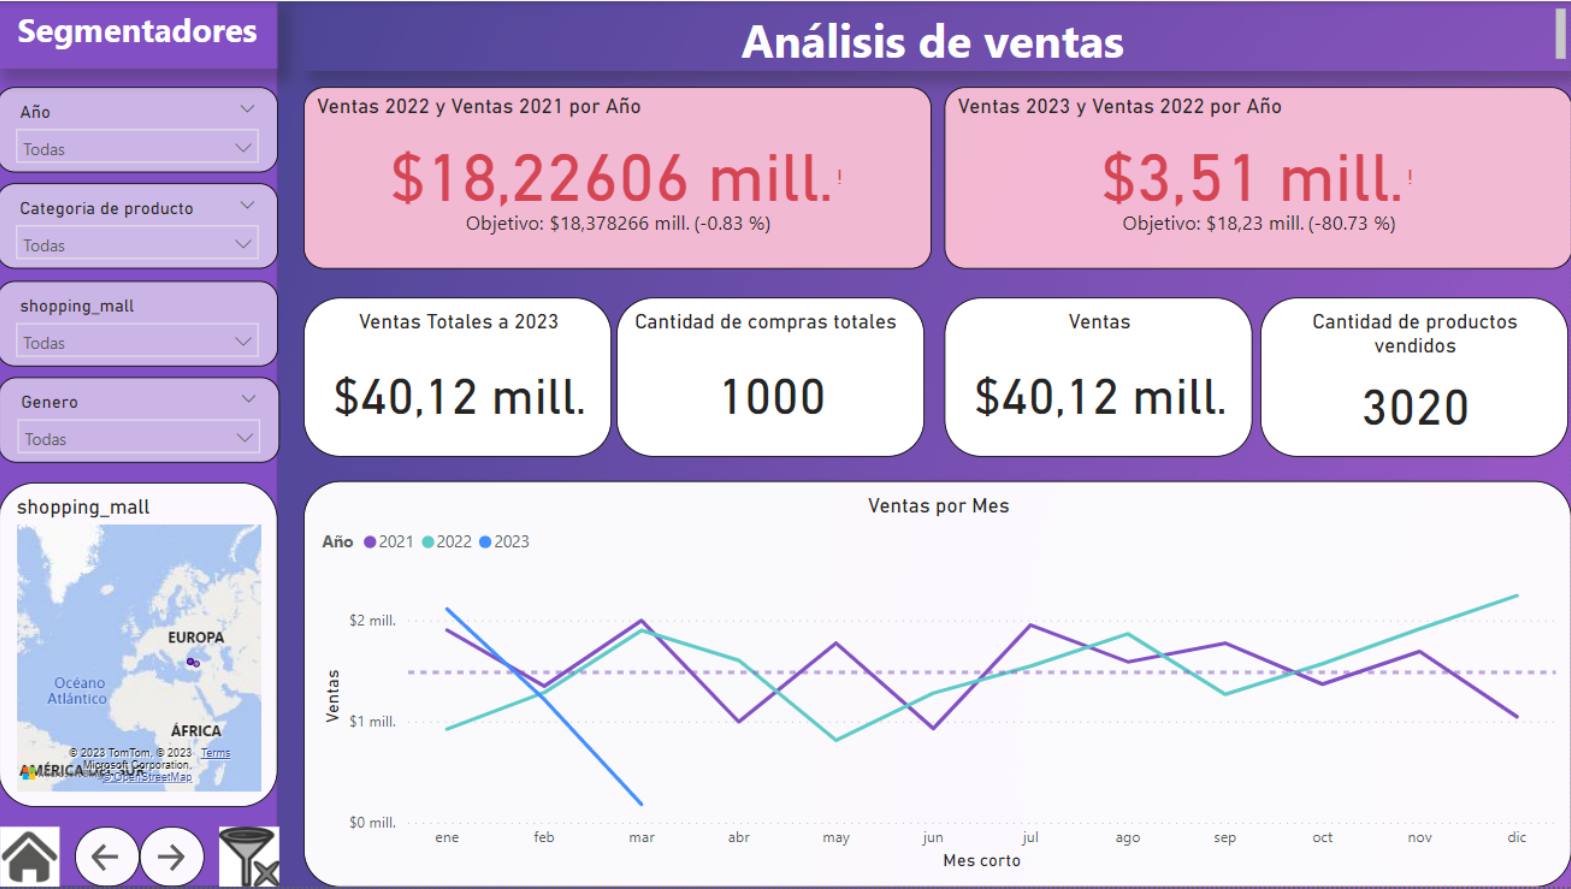 Segmentadores
Análisis de ventas
Año
Todas
Categoria de producto
Todas
shopping_mall
Todas
Genero
Todas
shopping_mall
EUROPA
Océano
Atlántico
ÁFRICA
© 2023 TomTom, © 2023 Terms
Microsoft Corporation,
AMÉRICA DEL SUR
© OpenStreetMap
Ventas 2022 y Ventas 2021 por Año
$18,22606 mill. !
Objetivo: $18,378266 mill. (-0.83 %)
Ventas 2023 y Ventas 2022 por Año
$3,51 mill. !
Objetivo: $18,23 mill. (-80.73 %)
Ventas Totales a 2023
$40,12 mill.
Cantidad de compras totales
1000
Ventas
$40,12 mill.
Cantidad de productos
vendidos
3020
Ventas por Mes
Año 2021 2022 2023
Ventas
$2 mill.
$1 mill.
$0 mill.
ene feb mar abr may jun jul ago sep oct nov dic
Mes corto